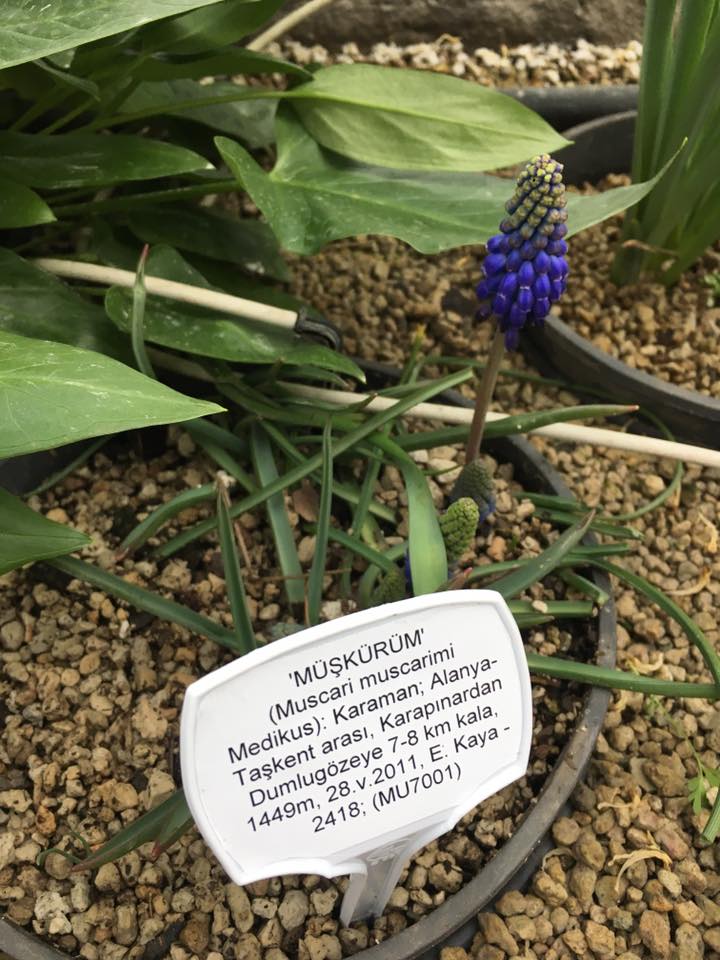 'MÜŞKÜRÜM'
(Muscari muscarimi
Medikus): Karaman; Alanya-
Taşkent arası, Karapınardan
Dumlugözeye 7-8 km kala,
1449m, 28.v.2011, E: Kaya -
2418; (MU7001)